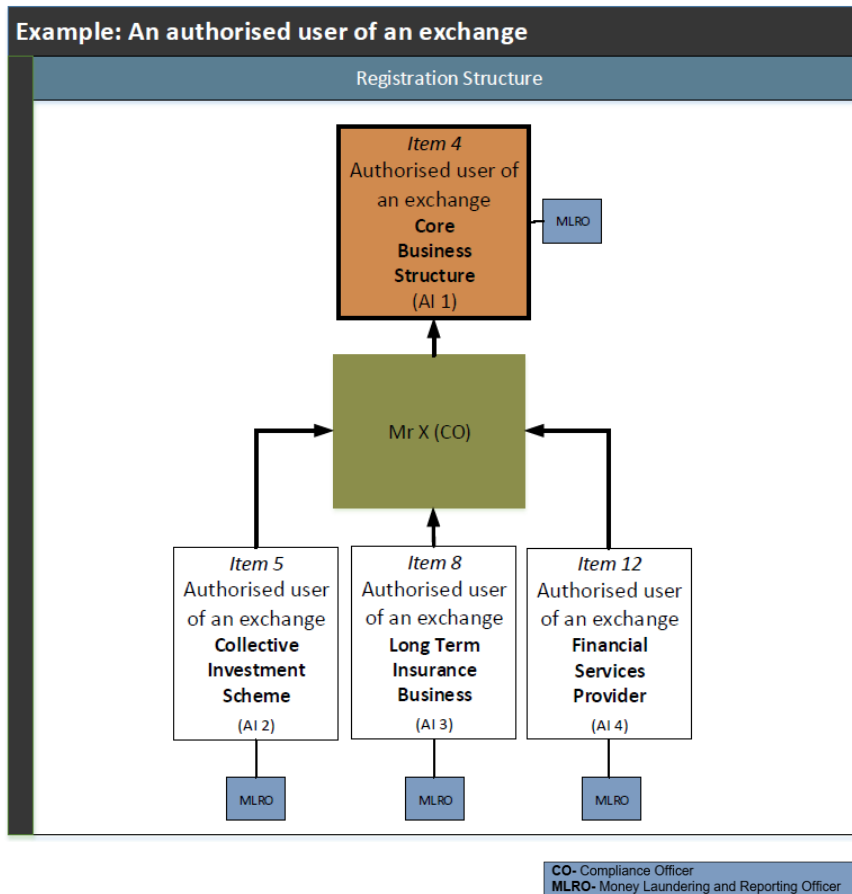 Example: An authorised user of an exchange
Registration Structure
Item 4
Authorised user of
an exchange
Core
Business
Structure
(AI 1)
MLRO
Mr X (CO)
Item 5
Authorised user
of an exchange
Collective
Investment
Scheme
(AI 2)
Item 8
Authorised user
of an exchange
Long Term
Insurance
Business
(AI 3)
Item 12
Authorised user
of an exchange
Financial
Services
Provider
(AI 4)
MLRO
MLRO
MLRO
CO- Compliance Officer
MLRO- Money Laundering and Reporting Officer